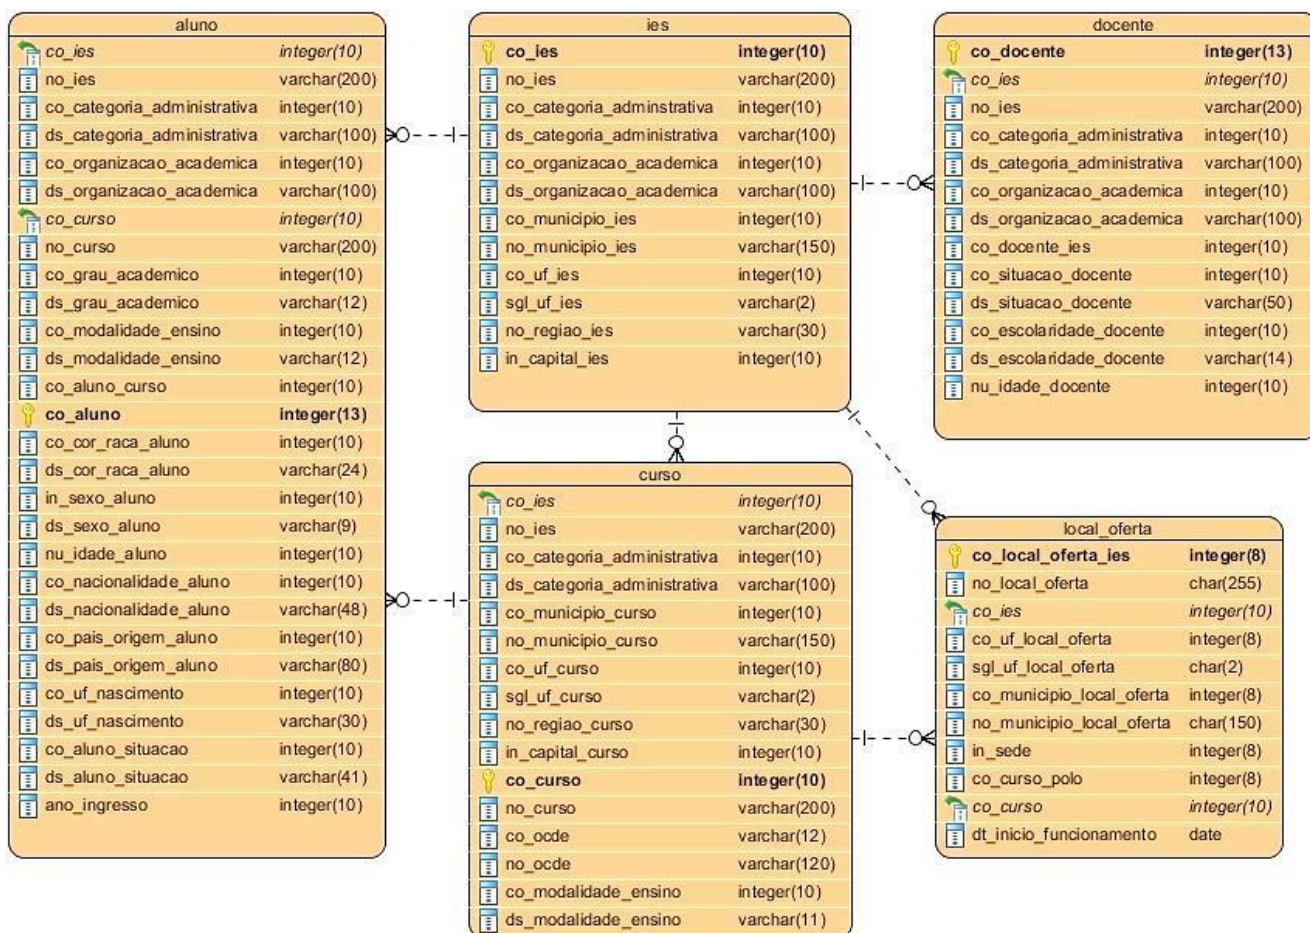 aluno
co_ies integer(10)
no_ies varchar(200)
co_categoria_administrativa integer(10)
ds_categoria_administrativa varchar(100)
co_organizacao_academica integer(10)
ds_organizacao_academica varchar(100)
co_curso integer(10)
no_curso varchar(200)
co_grau_academico integer(10)
ds_grau_academico varchar(12)
co_modalidade_ensino integer(10)
ds_modalidade_ensino varchar(12)
co_aluno_curso integer(10)
co_aluno integer(13)
co_cor_raca_aluno integer(10)
ds_cor_raca_aluno varchar(24)
in_sexo_aluno integer(10)
ds_sexo_aluno varchar(9)
nu_idade_aluno integer(10)
co_nacionalidade_aluno integer(10)
ds_nacionalidade_aluno varchar(48)
co_pais_origem_aluno integer(10)
ds_pais_origem_aluno varchar(80)
co_uf_nascimento integer(10)
ds_uf_nascimento varchar(30)
co_aluno_situacao integer(10)
ds_aluno_situacao varchar(41)
ano_ingresso integer(10)
ies
co_ies integer(10)
no_ies varchar(200)
co_categoria_adminstrativa integer(10)
ds_categoria_administrativa varchar(100)
co_organizacao_academica integer(10)
ds_organizacao_academica varchar(100)
co_municipio_ies integer(10)
no_municipio_ies varchar(150)
co_uf_ies integer(10)
sgl_uf_ies varchar(2)
no_regiao_ies varchar(30)
in_capital_ies integer(10)
docente
co_docente integer(13)
co_ies integer(10)
no_ies varchar(200)
co_categoria_administrativa integer(10)
ds_categoria_administrativa varchar(100)
co_organizacao_academica integer(10)
ds_organizacao_academica varchar(100)
co_docente_ies integer(10)
co_situacao_docente integer(10)
ds_situacao_docente varchar(50)
co_escolaridade_docente integer(10)
ds_escolaridade_docente varchar(14)
nu_idade_docente integer(10)
curso
co_ies integer(10)
no_ies varchar(200)
co_categoria_administrativa integer(10)
ds_categoria_administrativa varchar(100)
co_municipio_curso integer(10)
no_municipio_curso varchar(150)
co_uf_curso integer(10)
sgl_uf_curso varchar(2)
no_regiao_curso varchar(30)
in_capital_curso integer(10)
co_curso integer(10)
no_curso varchar(200)
co_ocde varchar(12)
no_ocde varchar(120)
co_modalidade_ensino integer(10)
ds_modalidade_ensino varchar(11)
local_oferta
co_local_oferta_ies integer(8)
no_local_oferta char(255)
co_ies integer(10)
co_uf_local_oferta integer(8)
sgl_uf_local_oferta char(2)
co_municipio_local_oferta integer(8)
no_municipio_local_oferta char(150)
in_sede integer(8)
co_curso_polo integer(8)
co_curso integer(10)
dt_inicio_funcionamento date